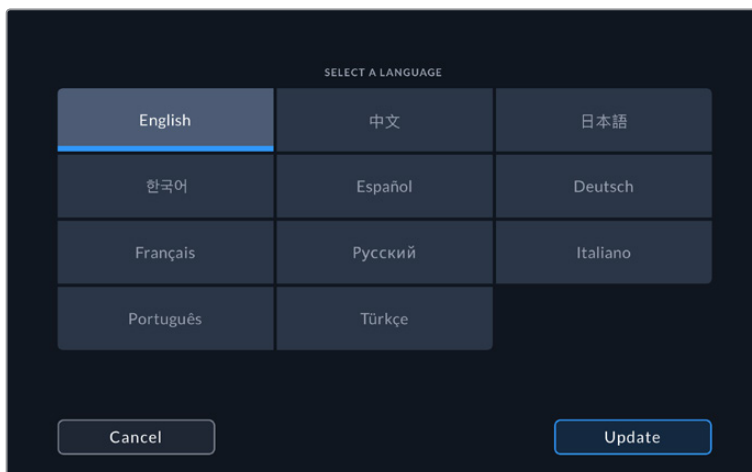 SELECT A LANGUAGE
English
中文
日本語
한국어
Español
Deutsch
Français
Русский
Italiano
Português
Türkçe
Cancel
Update